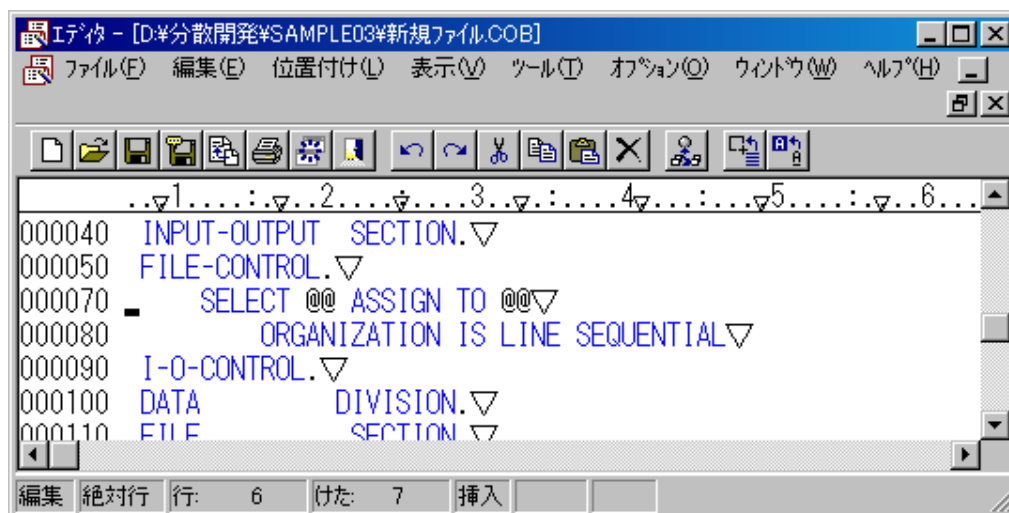 エディタ - [D:¥分散開発¥SAMPLE03¥新規ファイル.COB]
ファイル(F) 編集(E) 位置付け(L) 表示(V) ツール(T) オプション(O) ウィンドウ(W) ヘルプ(H)
..▽1....:.▽..2....▽....3..▽.:....4▽...:...▽5....:.▽..6...
000040 INPUT-OUTPUT SECTION.▽
000050 FILE-CONTROL.▽
000070 SELECT @@ ASSIGN TO @@▽
000080 ORGANIZATION IS LINE SEQUENTIAL▽
000090 I-O-CONTROL.▽
000100 DATA DIVISION.▽
000110 FILE SECTION.▽
編集 絶対行 行: 6 けた: 7 挿入